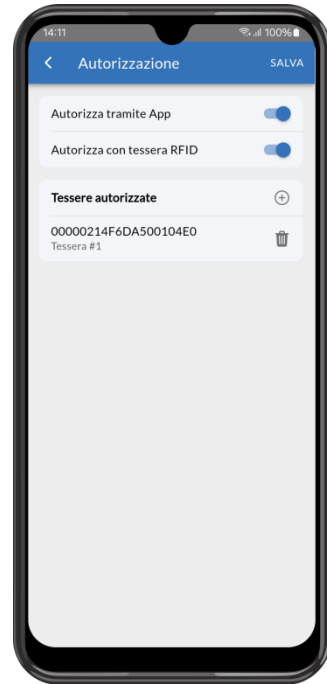 14:11 100%
Autorizzazione SALVA
Autorizza tramite App
Autorizza con tessera RFID
Tessere autorizzate
00000214F6DA500104E0
Tessera #1